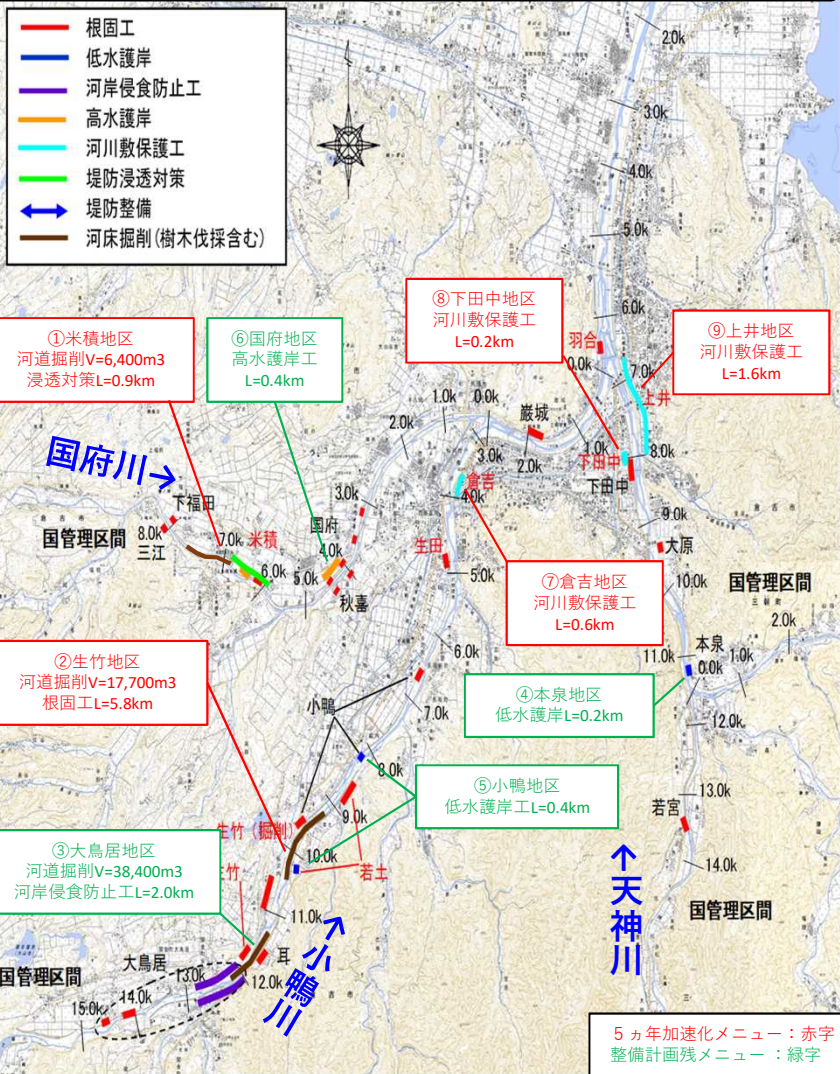 根固工
低水護岸
河岸侵食防止工
高水護岸
河川敷保護工
堤防浸透対策
堤防整備
河床掘削(樹木伐採含む)
2.0k
3.0k
4.0k
5.0k
6.0k
①米積地区
河道掘削V=6,400m3
浸透対策L=0.9km
⑥国府地区
高水護岸工
L=0.4km
⑧下田中地区
河川敷保護工
L=0.2km
⑨上井地区
河川敷保護工
L=1.6km
羽合
0.0k
7.0k
上井
1.0k
0.0k
2.0k
巌城
3.0k
2.0k
1.0k
下田中
8.0k
下田中
国府川→
下福田
8.0k
国管理区間
三江
7.0k
米積
6.0k
国府
3.0k
4.0k
5.0k
秋喜
倉吉
4.0k
生田
5.0k
9.0k
大原
10.0k
⑦倉吉地区
河川敷保護工
L=0.6km
国管理区間
2.0k
本泉
11.0k
0.0k
1.0k
12.0k
②生竹地区
河道掘削V=17,700m3
根固工L=5.8km
6.0k
7.0k
小鴨
④本泉地区
低水護岸L=0.2km
8.0k
⑤小鴨地区
低水護岸工L=0.4km
9.0k
生竹(掘削)
10.0k
若土
13.0k
若宮
14.0k
③大鳥居地区
河道掘削V=38,400m3
河岸侵食防止工L=2.0km
竹
11.0k
耳
12.0k
大鳥居
13.0k
14.0k
15.0k
国管理区間
↑小鴨川
↑天神川
国管理区間
5ヵ年加速化メニュー：赤字
整備計画残メニュー：緑字